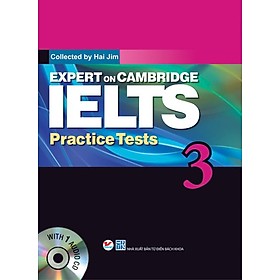 Collected by Hai Jim
EXPERT ON CAMBRIDGE
IELTS
Practice Tests
3
WITH 1 AUDIO CD
NHÀ XUẤT BẢN TỪ ĐIỂN BÁCH KHOA